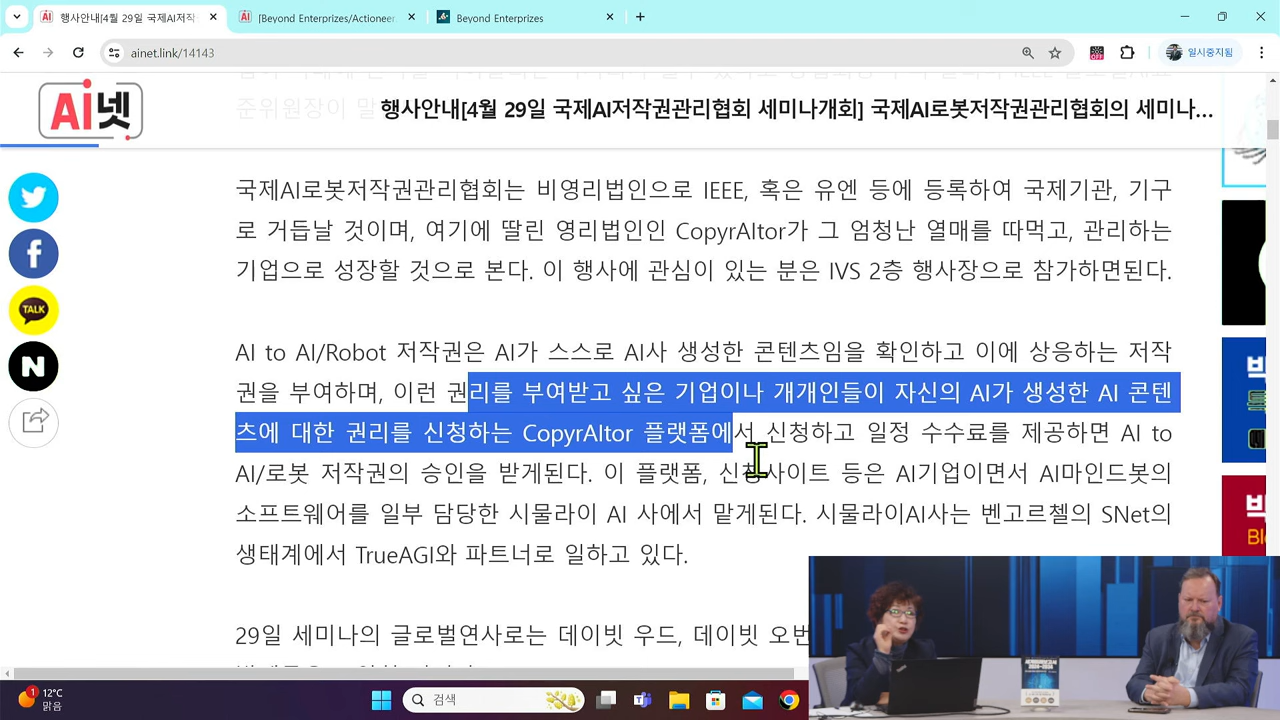 행사안내[4월 29일 국제AI저작
[Beyond Enterprizes/Actioneer
Beyond Enterprizes
ainet.link/14143
OFF
일시중지됨
Ai넷
준위원장이 말
행사안내[4월 29일 국제AI저작권관리협회 세미나개회] 국제AI로봇저작권관리협회의 세미나...
국제AI로봇저작권관리협회는 비영리법인으로 IEEE, 혹은 유엔 등에 등록하여 국제기관, 기구
로 거듭날 것이며, 여기에 딸린 영리법인인 CopyrAItor가 그 엄청난 열매를 따먹고, 관리하는
기업으로 성장할 것으로 본다. 이 행사에 관심이 있는 분은 IVS 2층 행사장으로 참가하면된다.
TALK
N
AI to AI/Robot 저작권은 AI가 스스로 AI사 생성한 콘텐츠임을 확인하고 이에 상응하는 저작
권을 부여하며, 이런 권리를 부여받고 싶은 기업이나 개개인들이 자신의 AI가 생성한 AI 콘텐
츠에 대한 권리를 신청하는 CopyrAItor 플랫폼에서 신청하고 일정 수수료를 제공하면 AI to
AI/로봇 저작권의 승인을 받게된다. 이 플랫폼, 신청사이트 등은 AI기업이면서 AI마인드봇의
소프트웨어를 일부 담당한 시물라이 AI 사에서 맡게된다. 시물라이AI사는 벤고르첼의 SNet의
생태계에서 TrueAGI와 파트너로 일하고 있다.
29일 세미나의 글로벌연사로는 데이빗 우드, 데이빗 오번
세계미래보고서
1
12°C
맑음
검색